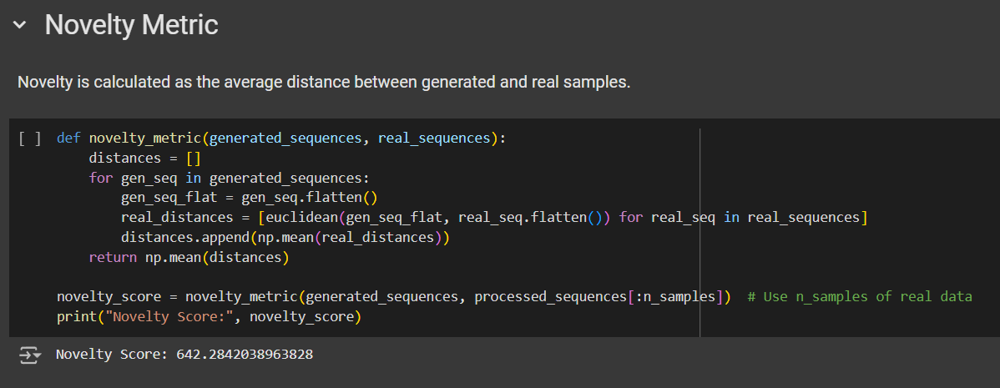 Novelty Metric
Novelty is calculated as the average distance between generated and real samples.
[ ] def novelty_metric(generated_sequences, real_sequences):
    distances = []
    for gen_seq in generated_sequences:
        gen_seq_flat = gen_seq.flatten()
        real_distances = [euclidean(gen_seq_flat, real_seq.flatten()) for real_seq in real_sequences]
        distances.append(np.mean(real_distances))
    return np.mean(distances)
novelty_score = novelty_metric(generated_sequences, processed_sequences[:n_samples])  # Use n_samples of real data
print("Novelty Score:", novelty_score)
Novelty Score: 642.2842038963828